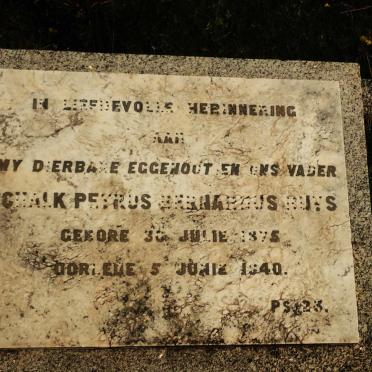 IN LIEFDEVOLLE HERINNERING
AAN
MY DIERBARE EGGENOOT EN ONS VADER
SCHALK PETRUS BERNARDUS BUYS
GEBORE 30 JULIE 1875
OORLEDE 5 JUNIE 1940.
PS. 23.